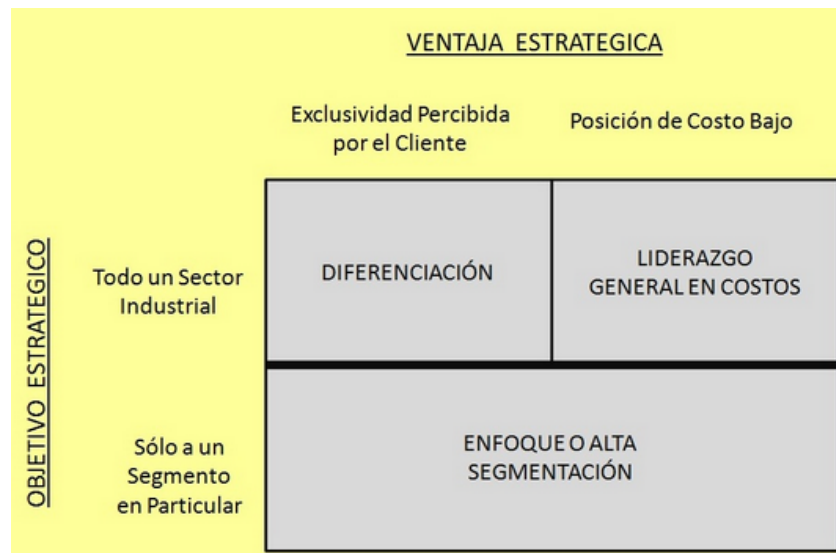 VENTAJA ESTRATEGICA
Exclusividad Percibida
por el Cliente
Posición de Costo Bajo
OBJETIVO ESTRATEGICO
Todo un Sector
Industrial
DIFERENCIACIÓN
LIDERAZGO
GENERAL EN COSTOS
Sólo a un
Segmento
en Particular
ENFOQUE O ALTA
SEGMENTACIÓN